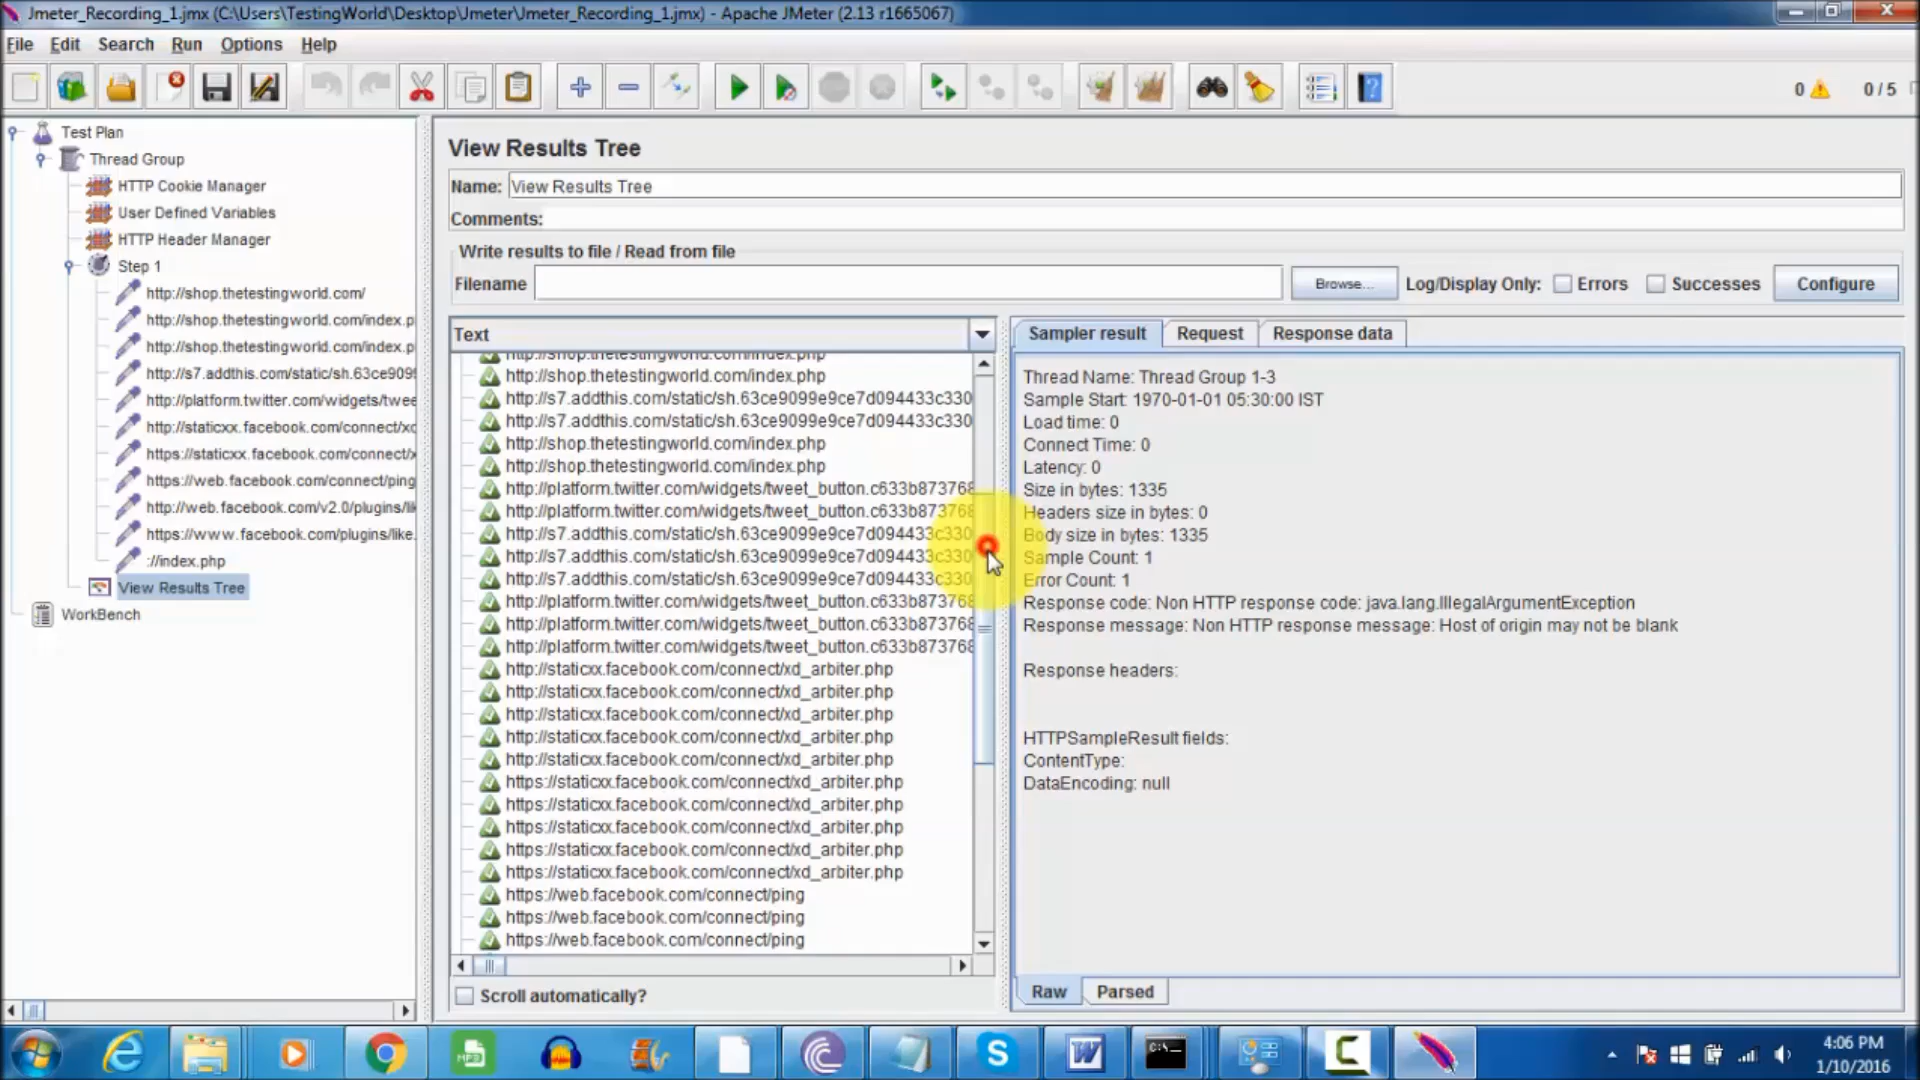 Jmeter_Recording_1.jmx (C:\Users\TestingWorld\Desktop\Jmeter\Jmeter_Recording_1.jmx) - Apache JMeter (2.13 r1665067)
File Edit Search Run Options Help
0 0 / 5
Test Plan
Thread Group
HTTP Cookie Manager
User Defined Variables
HTTP Header Manager
Step 1
http://shop.thetestingworld.com/
http://shop.thetestingworld.com/index.p
http://shop.thetestingworld.com/index.p
http://s7.addthis.com/static/sh.63ce909
http://platform.twitter.com/widgets/twee
http://staticxx.facebook.com/connect/xd
https://staticxx.facebook.com/connect/x
https://web.facebook.com/connect/ping
http://web.facebook.com/v2.0/plugins/lik
https://www.facebook.com/plugins/like.
://index.php
View Results Tree
WorkBench
View Results Tree
Name: View Results Tree
Comments:
Write results to file / Read from file
Filename Browse... Log/Display Only: Errors Successes Configure
Text
http://shop.thetestingworld.com/index.php
http://shop.thetestingworld.com/index.php
http://s7.addthis.com/static/sh.63ce9099e9ce7d094433c330
http://s7.addthis.com/static/sh.63ce9099e9ce7d094433c330
http://shop.thetestingworld.com/index.php
http://shop.thetestingworld.com/index.php
http://platform.twitter.com/widgets/tweet_button.c633b873768
http://platform.twitter.com/widgets/tweet_button.c633b873768
http://s7.addthis.com/static/sh.63ce9099e9ce7d094433c330
http://s7.addthis.com/static/sh.63ce9099e9ce7d094433c330
http://s7.addthis.com/static/sh.63ce9099e9ce7d094433c330
http://platform.twitter.com/widgets/tweet_button.c633b873768
http://platform.twitter.com/widgets/tweet_button.c633b873768
http://platform.twitter.com/widgets/tweet_button.c633b873768
http://staticxx.facebook.com/connect/xd_arbiter.php
http://staticxx.facebook.com/connect/xd_arbiter.php
http://staticxx.facebook.com/connect/xd_arbiter.php
http://staticxx.facebook.com/connect/xd_arbiter.php
http://staticxx.facebook.com/connect/xd_arbiter.php
https://staticxx.facebook.com/connect/xd_arbiter.php
https://staticxx.facebook.com/connect/xd_arbiter.php
https://staticxx.facebook.com/connect/xd_arbiter.php
https://staticxx.facebook.com/connect/xd_arbiter.php
https://staticxx.facebook.com/connect/xd_arbiter.php
https://web.facebook.com/connect/ping
https://web.facebook.com/connect/ping
https://web.facebook.com/connect/ping
Scroll automatically?
Sampler result Request Response data
Thread Name: Thread Group 1-3
Sample Start: 1970-01-01 05:30:00 IST
Load time: 0
Connect Time: 0
Latency: 0
Size in bytes: 1335
Headers size in bytes: 0
Body size in bytes: 1335
Sample Count: 1
Error Count: 1
Response code: Non HTTP response code: java.lang.IllegalArgumentException
Response message: Non HTTP response message: Host of origin may not be blank
Response headers:
HTTPSampleResult fields:
ContentType:
DataEncoding: null
Raw Parsed
MP3
C:\_
4:06 PM
1/10/2016